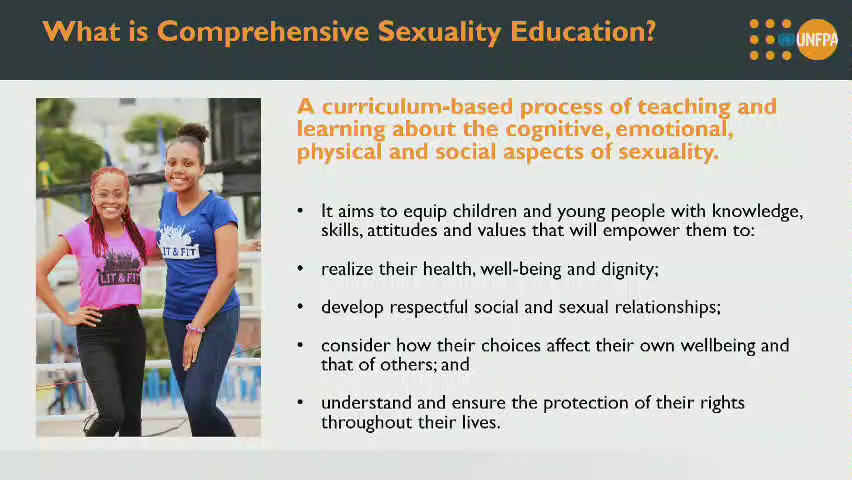 What is Comprehensive Sexuality Education?
UNFPA
A curriculum-based process of teaching and
learning about the cognitive, emotional,
physical and social aspects of sexuality.
• It aims to equip children and young people with knowledge,
skills, attitudes and values that will empower them to:
• realize their health, well-being and dignity;
• develop respectful social and sexual relationships;
• consider how their choices affect their own wellbeing and
that of others; and
• understand and ensure the protection of their rights
throughout their lives.
LIT & FIT
LIT & FIT